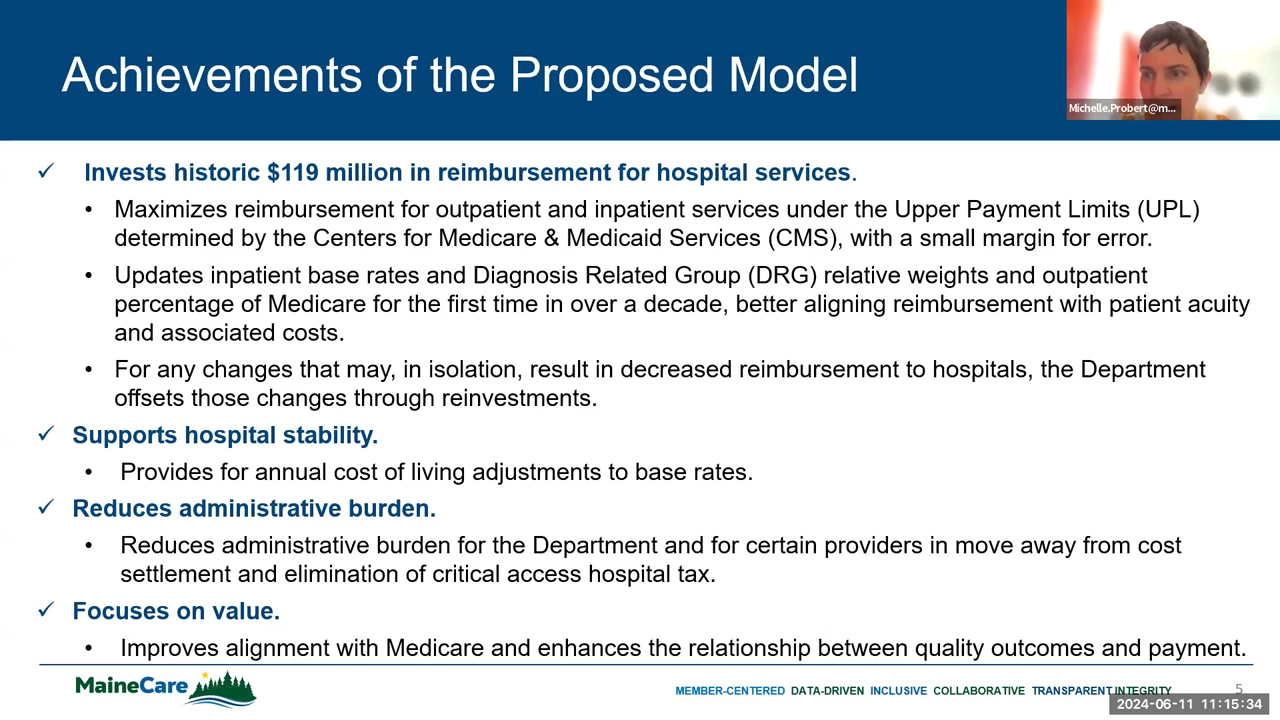 Achievements of the Proposed Model
Michelle.Probert@m...
✓ Invests historic $119 million in reimbursement for hospital services.
• Maximizes reimbursement for outpatient and inpatient services under the Upper Payment Limits (UPL)
determined by the Centers for Medicare & Medicaid Services (CMS), with a small margin for error.
• Updates inpatient base rates and Diagnosis Related Group (DRG) relative weights and outpatient
percentage of Medicare for the first time in over a decade, better aligning reimbursement with patient acuity
and associated costs.
• For any changes that may, in isolation, result in decreased reimbursement to hospitals, the Department
offsets those changes through reinvestments.
✓ Supports hospital stability.
• Provides for annual cost of living adjustments to base rates.
✓ Reduces administrative burden.
• Reduces administrative burden for the Department and for certain providers in move away from cost
settlement and elimination of critical access hospital tax.
✓ Focuses on value.
• Improves alignment with Medicare and enhances the relationship between quality outcomes and payment.
MaineCare
MEMBER-CENTERED DATA-DRIVEN INCLUSIVE COLLABORATIVE TRANSPARENT INTEGRITY
5
2024-06-11 11:15:34